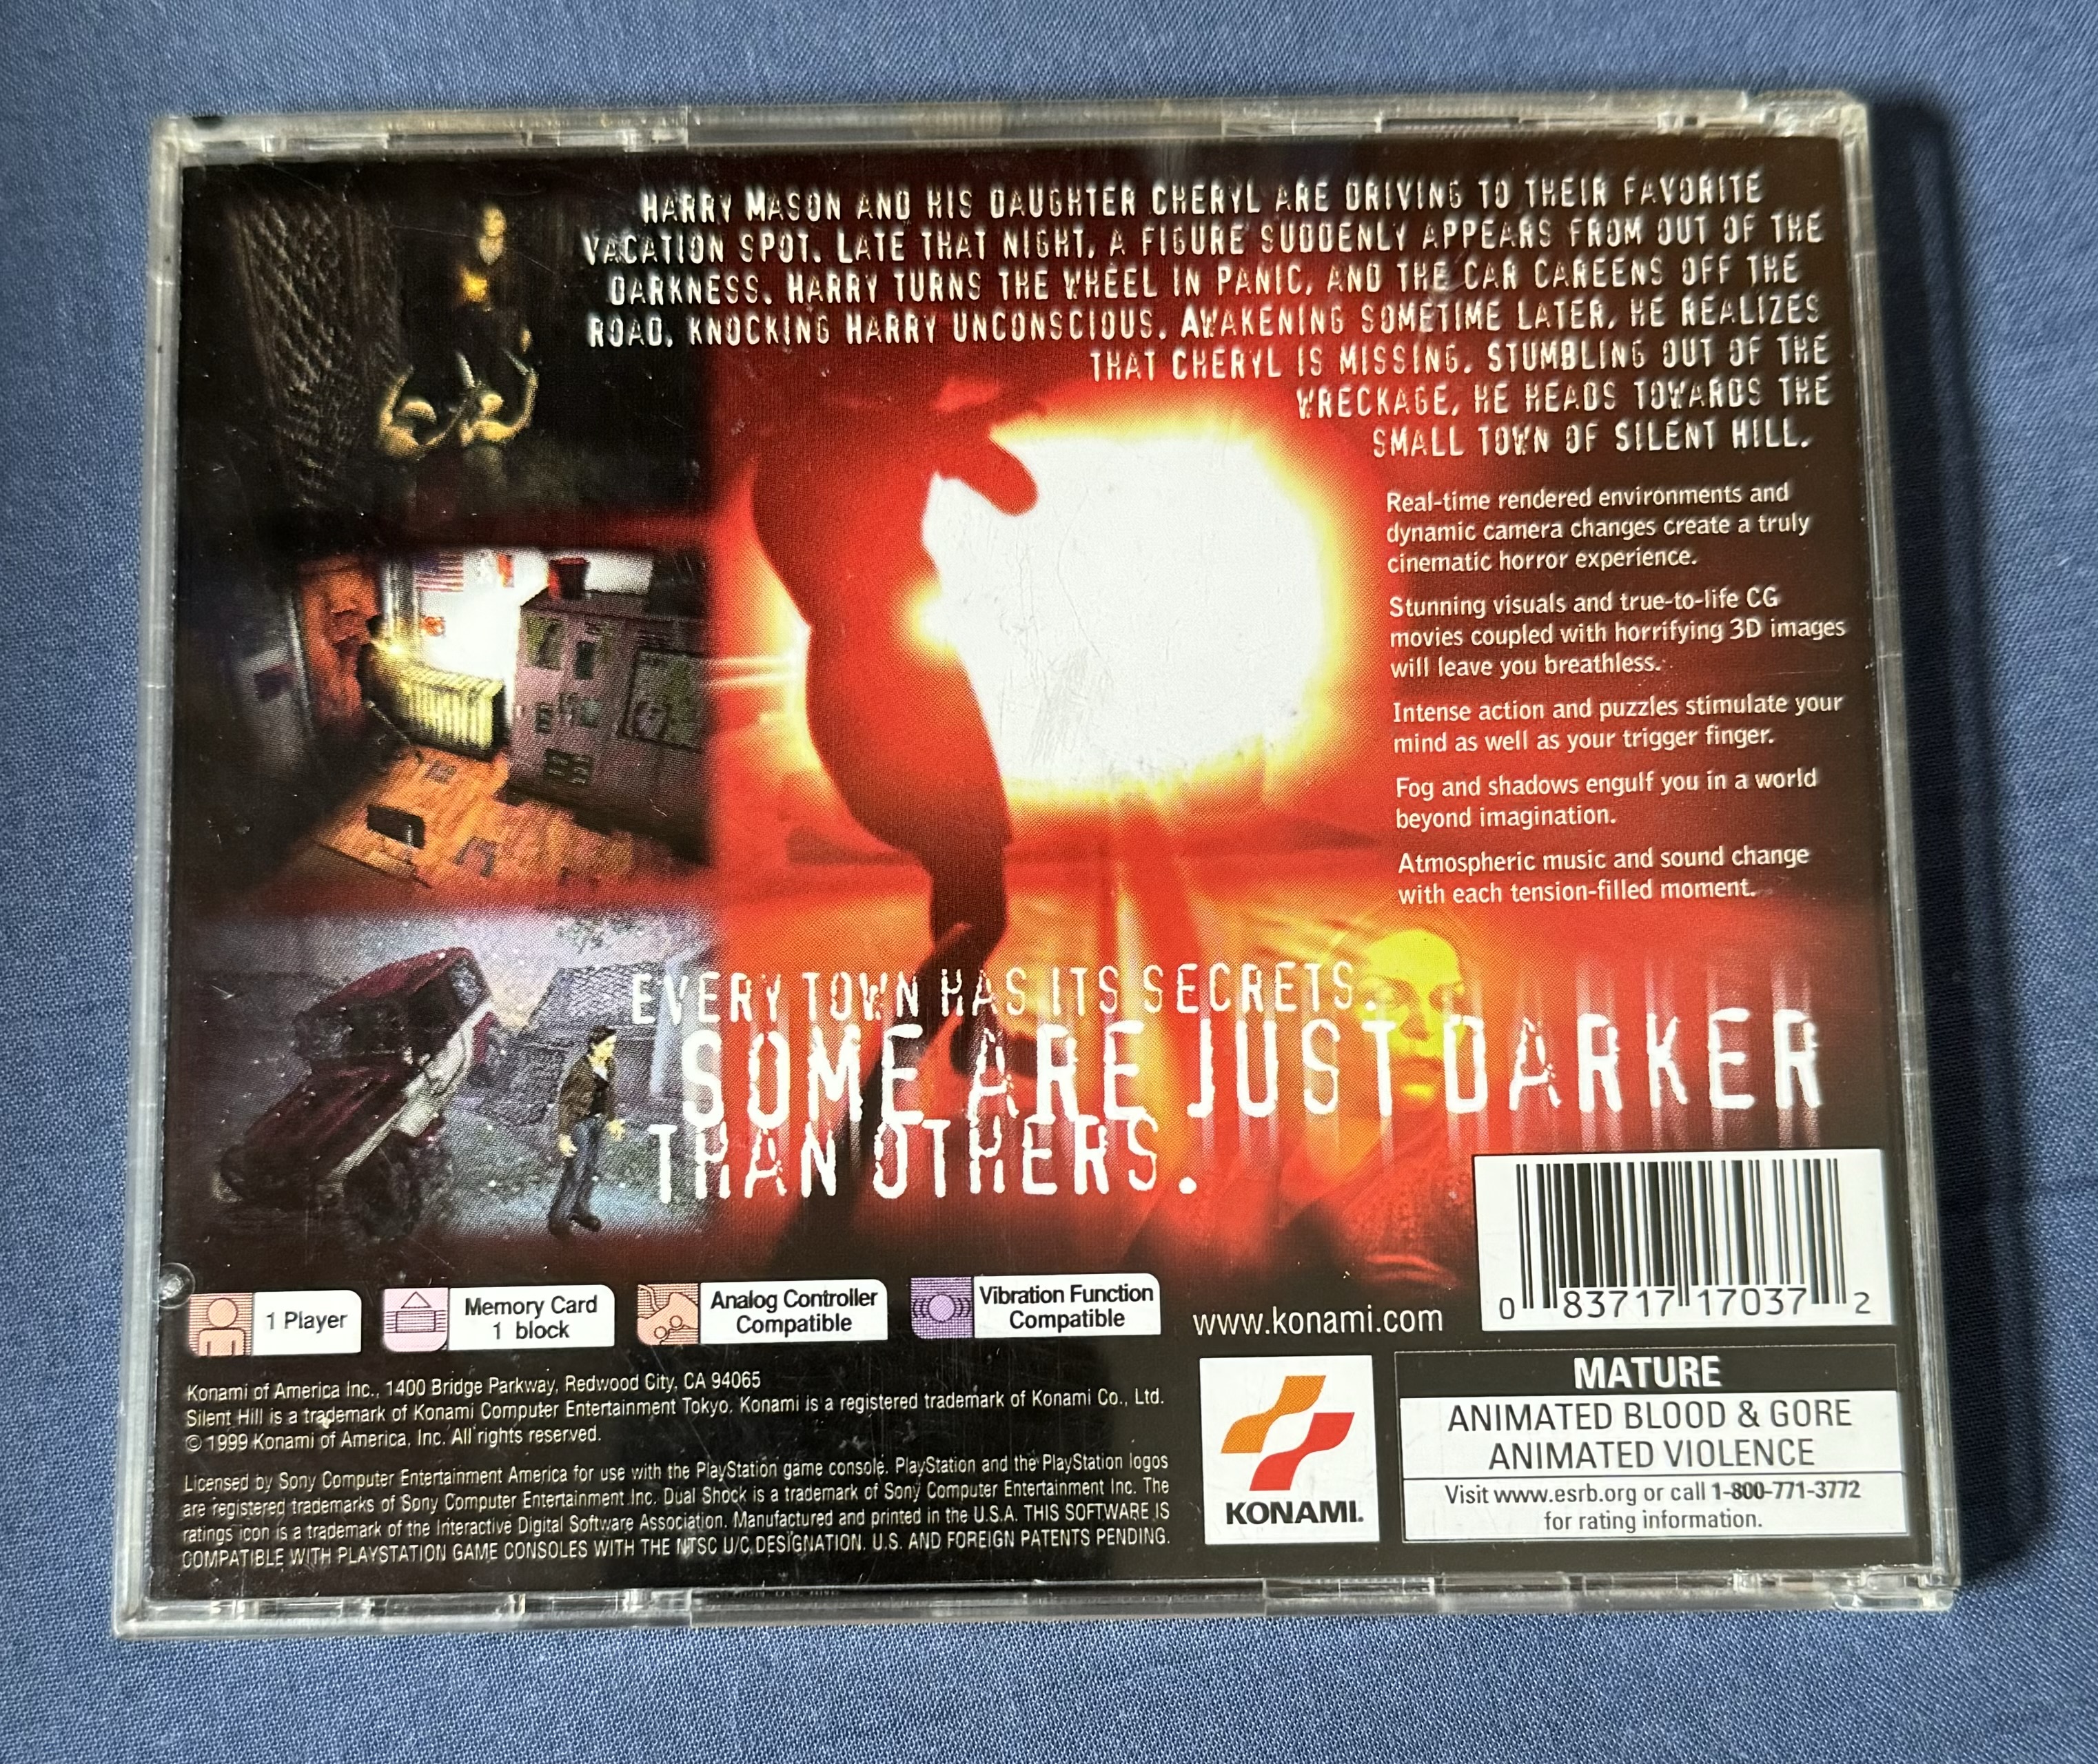 HARRY MASON AND HIS DAUGHTER CHERYL ARE DRIVING TO THEIR FAVORITE
VACATION SPOT. LATE THAT NIGHT, A FIGURE SUDDENLY APPEARS FROM OUT OF THE
DARKNESS. HARRY TURNS THE WHEEL IN PANIC, AND THE CAR CAREENS OFF THE
ROAD, KNOCKING HARRY UNCONSCIOUS. AWAKENING SOMETIME LATER, HE REALIZES
THAT CHERYL IS MISSING. STUMBLING OUT OF THE
WRECKAGE, HE HEADS TOWARDS THE
SMALL TOWN OF SILENT HILL.
Real-time rendered environments and
dynamic camera changes create a truly
cinematic horror experience.
Stunning visuals and true-to-life CG
movies coupled with horrifying 3D images
will leave you breathless.
Intense action and puzzles stimulate your
mind as well as your trigger finger.
Fog and shadows engulf you in a world
beyond imagination.
Atmospheric music and sound change
with each tension-filled moment.
EVERY TOWN HAS ITS SECRETS.
SOME ARE JUST DARKER
THAN OTHERS.
1 Player
Memory Card
1 block
Analog Controller
Compatible
Vibration Function
Compatible
www.konami.com
0 83717 17037 2
Konami of America Inc., 1400 Bridge Parkway, Redwood City, CA 94065
Silent Hill is a trademark of Konami Computer Entertainment Tokyo. Konami is a registered trademark of Konami Co., Ltd.
© 1999 Konami of America, Inc. All rights reserved.
Licensed by Sony Computer Entertainment America for use with the PlayStation game console. PlayStation and the PlayStation logos
are registered trademarks of Sony Computer Entertainment Inc. Dual Shock is a trademark of Sony Computer Entertainment Inc. The
ratings icon is a trademark of the Interactive Digital Software Association. Manufactured and printed in the U.S.A. THIS SOFTWARE IS
COMPATIBLE WITH PLAYSTATION GAME CONSOLES WITH THE NTSC U/C DESIGNATION. U.S. AND FOREIGN PATENTS PENDING.
KONAMI.
MATURE
ANIMATED BLOOD & GORE
ANIMATED VIOLENCE
Visit www.esrb.org or call 1-800-771-3772
for rating information.